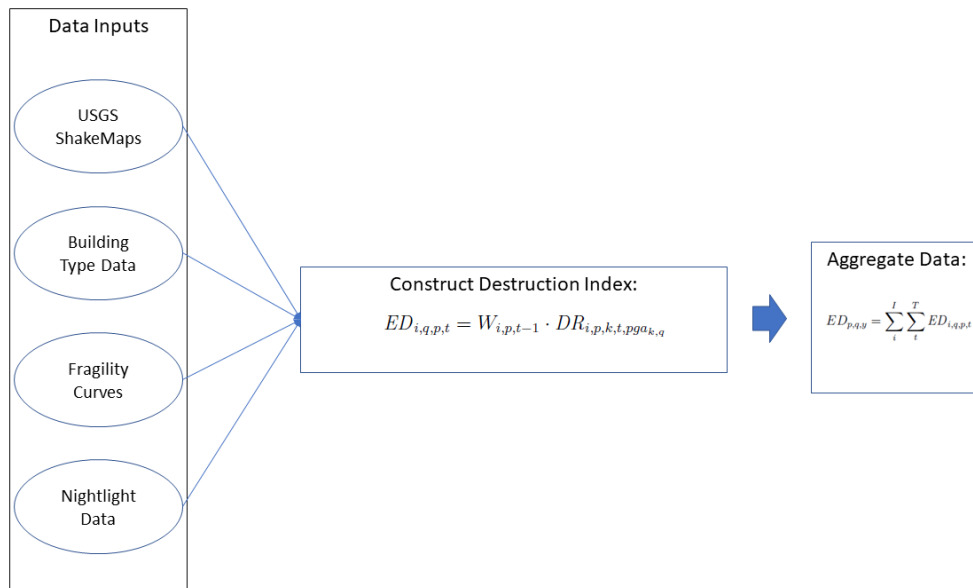 Data Inputs
USGS
ShakeMaps
Building
Type Data
Fragility
Curves
Nightlight
Data
Construct Destruction Index:
$ED_{i,q,p,t} = W_{i,p,t-1} \cdot DR_{i,p,k,t,pga_{k,q}}$
Aggregate Data:
$ED_{p,q,y} = \sum_{i}^{I} \sum_{t}^{T} ED_{i,q,p,t}$